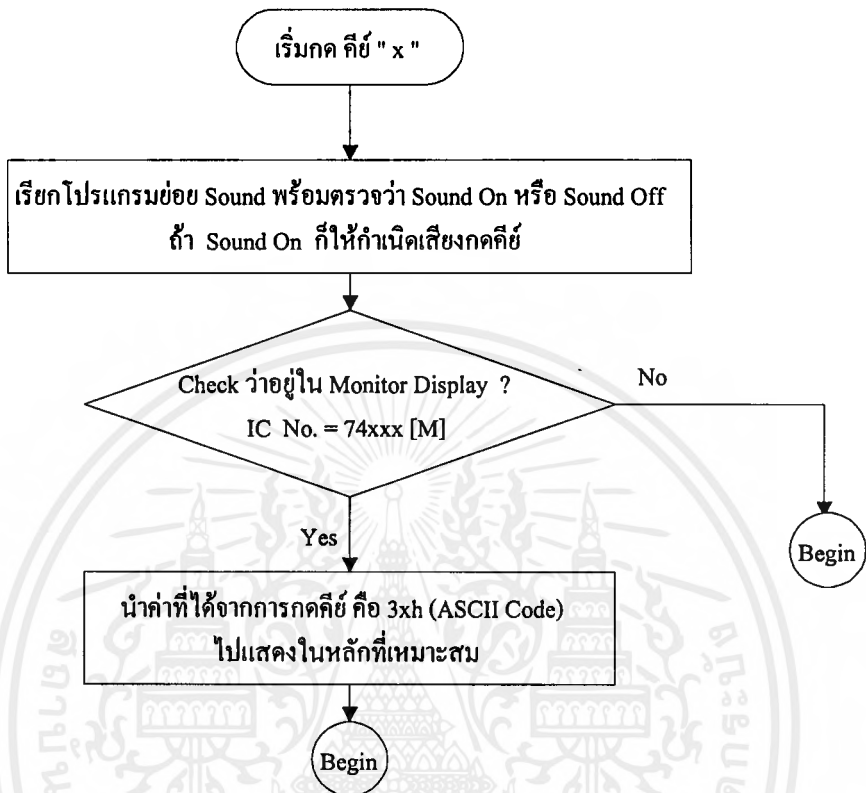 เริ่มกด คีย์ " x "
เรียกโปรแกรมย่อย Sound พร้อมตรวจว่า Sound On หรือ Sound Off
ถ้า Sound On ก็ให้กำเนิดเสียงกดคีย์
Check ว่าอยู่ใน Monitor Display ?
IC No. = 74xxx [M]
No
Yes
Begin
นำค่าที่ได้จากการกดคีย์ คือ 3xh (ASCII Code)
ไปแสดงในหลักที่เหมาะสม
Begin